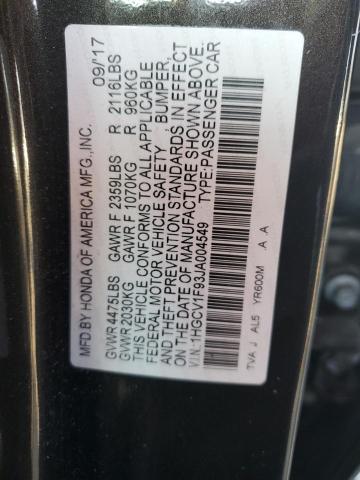 MFD BY HONDA OF AMERICA MFG.,INC. 09/'17
GVWR 4475LBS GAWR F 2359LBS R 2116LBS
GVWR 2030KG GAWR F 1070KG R 960KG
THIS VEHICLE CONFORMS TO ALL APPLICABLE
FEDERAL MOTOR VEHICLE SAFETY BUMPER,
AND THEFT PREVENTION STANDARDS IN EFFECT
ON THE DATE OF MANUFACTURE SHOWN ABOVE.
V.I.N:1HGCV1F93JA004549 TYPE:PASSENGER CAR
TVA J AL5 YR600M A A